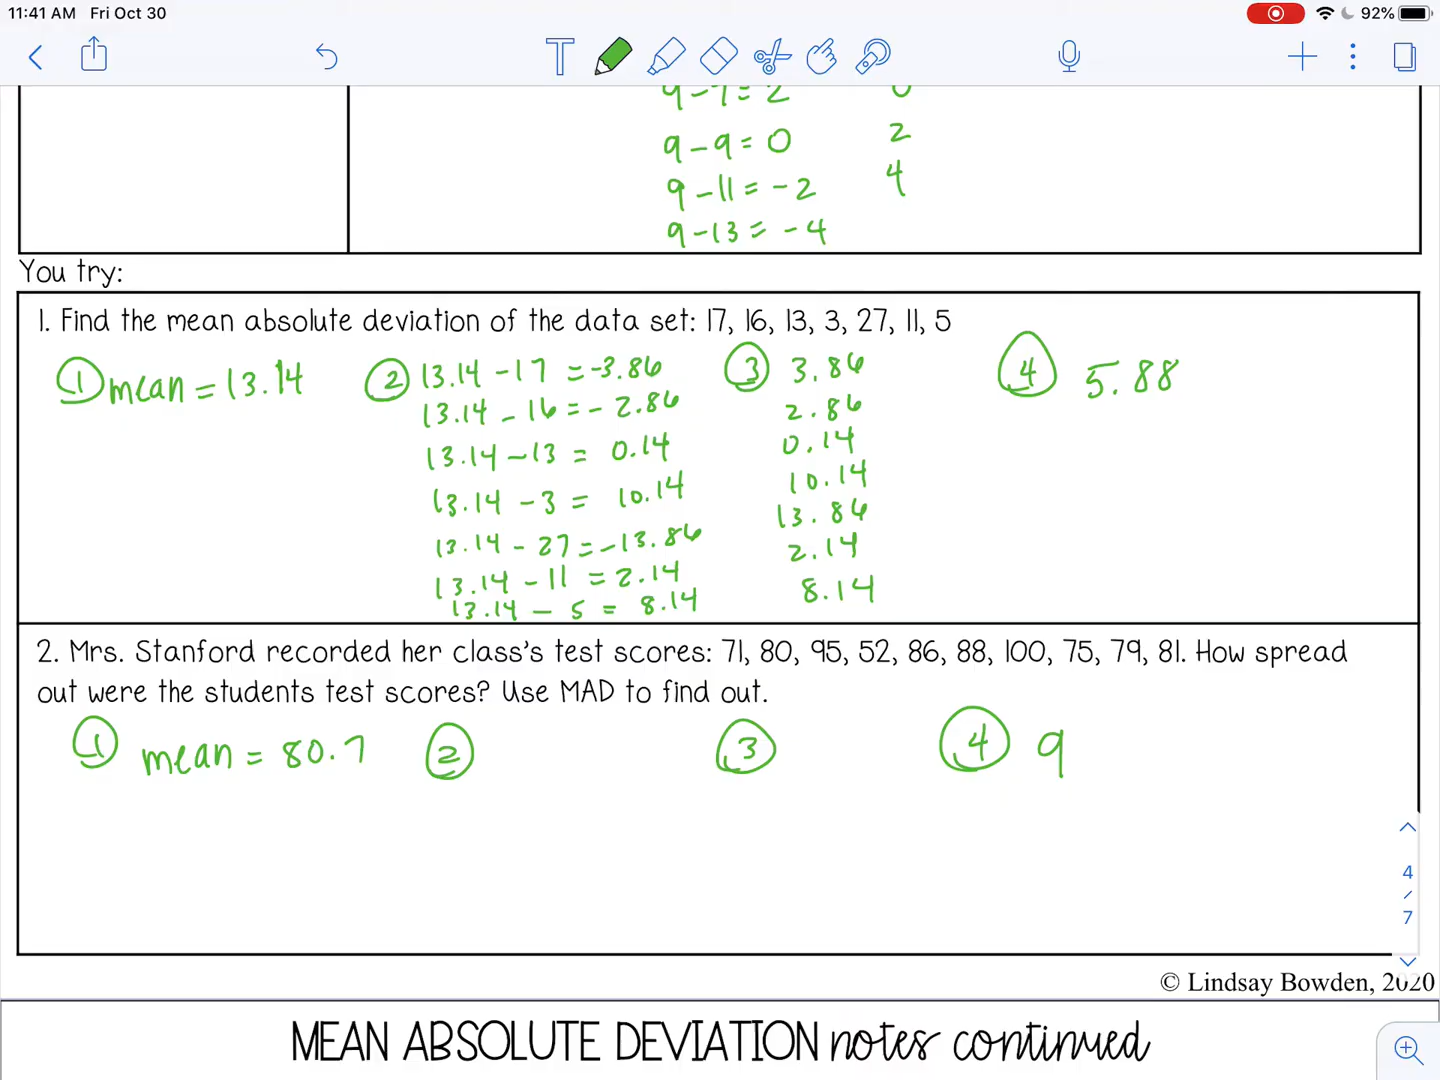 11:41 AM Fri Oct 30 92%
T
9 - 7 = 2
9 - 9 = 0 2
9 - 11 = - 2 4
9 - 13 = - 4
You try:
1. Find the mean absolute deviation of the data set: 17, 16, 13, 3, 27, 11, 5
① mean = 13.14 ② 13.14 - 17 = -3.86 ③ 3.86 ④ 5.88
13.14 - 16 = - 2.86 2.86
13.14 - 13 = 0.14 0.14
13.14 - 3 = 10.14 10.14
13.14 - 27 = -13.86 13.86
13.14 - 11 = 2.14 2.14
13.14 - 5 = 8.14 8.14
2. Mrs. Stanford recorded her class's test scores: 71, 80, 95, 52, 86, 88, 100, 75, 79, 81. How spread
out were the students test scores? Use MAD to find out.
① mean = 80.7 ② ③ ④ 9
4
/
7
© Lindsay Bowden, 2020
MEAN ABSOLUTE DEVIATION notes continued